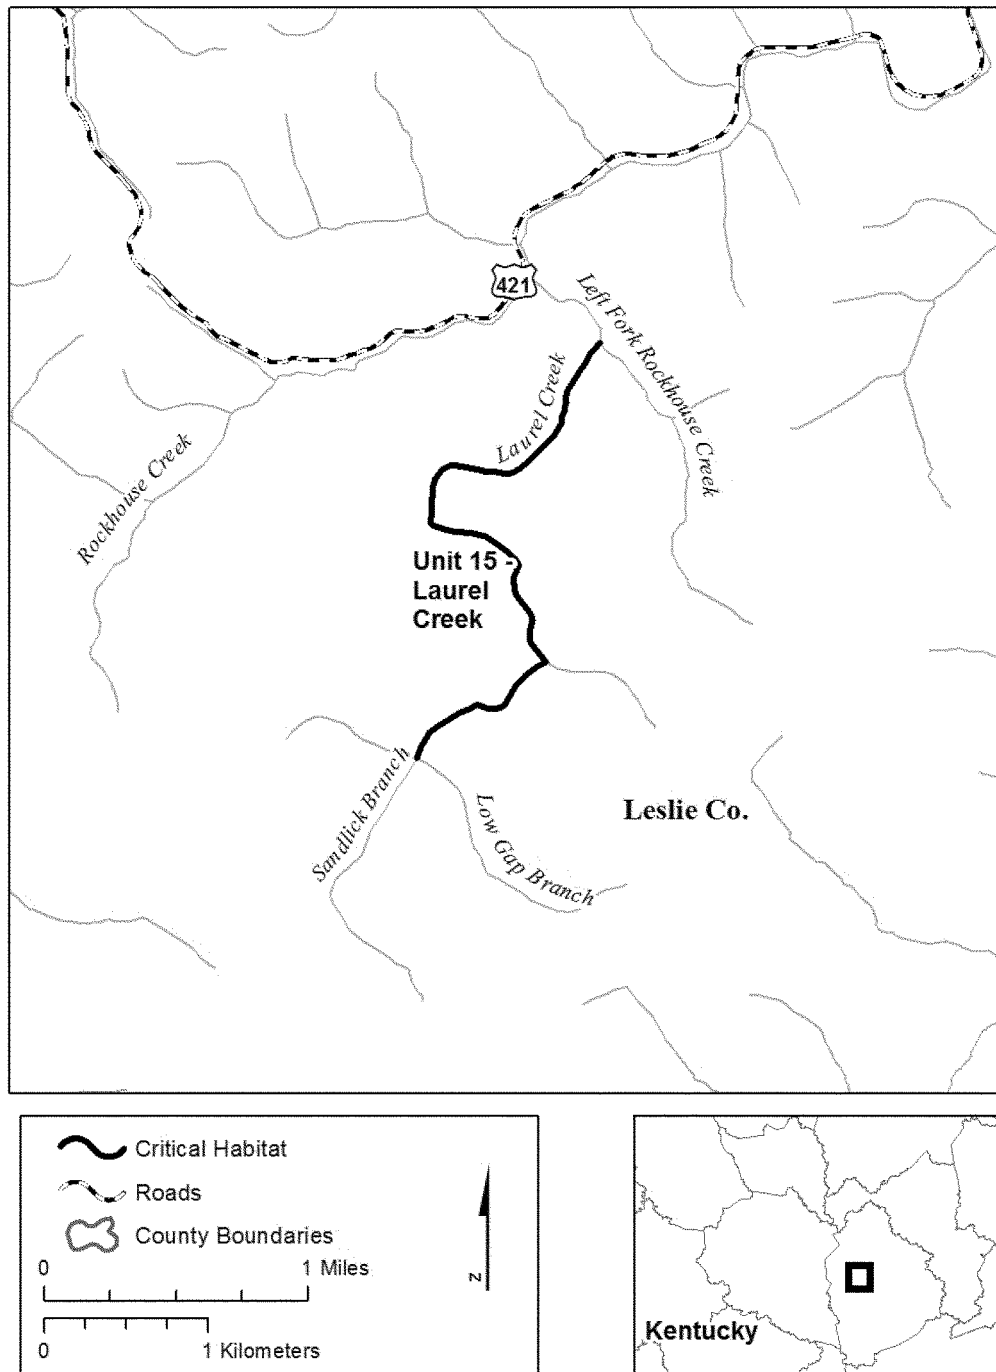 421
Left Fork Rockhouse Creek
Laurel Creek
Rockhouse Creek
Unit 15 -
Laurel
Creek
Sandlick Branch
Low Gap Branch
Leslie Co.
Critical Habitat
Roads
County Boundaries
0 1 Miles
0 1 Kilometers
N
Kentucky